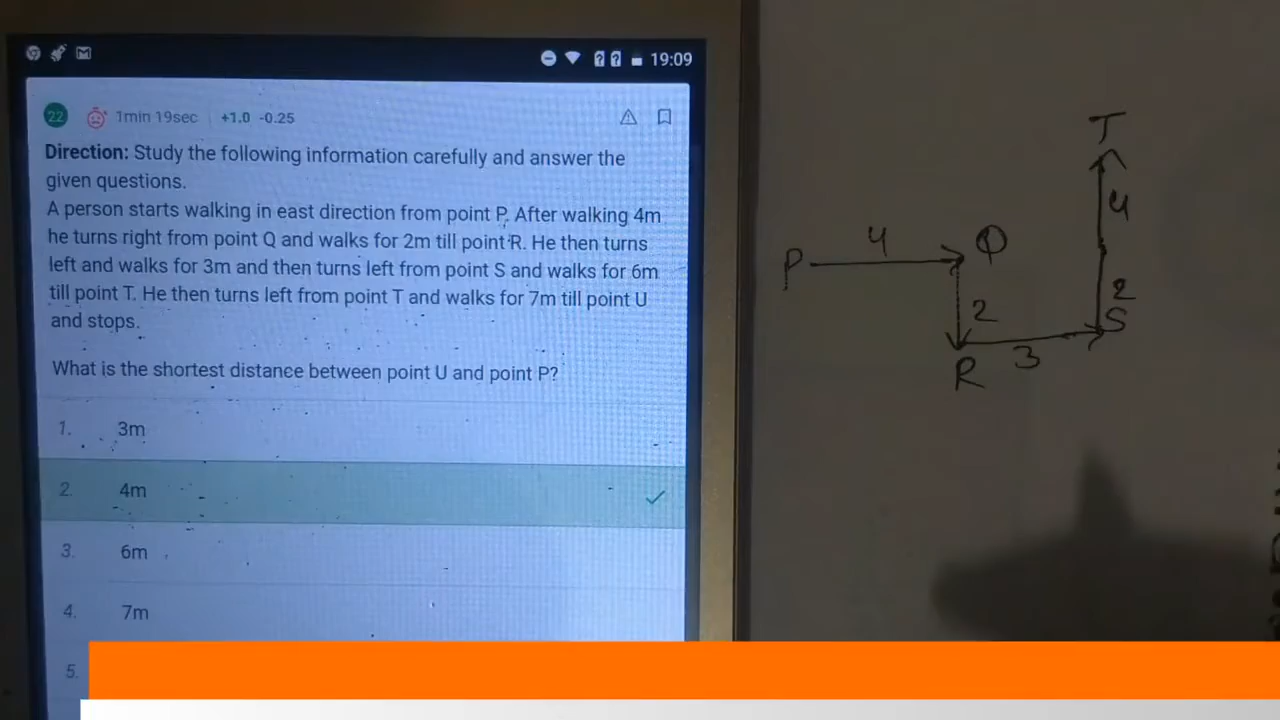 19:09
22 1min 19sec +1.0 -0.25
Direction: Study the following information carefully and answer the
given questions.
A person starts walking in east direction from point P. After walking 4m
he turns right from point Q and walks for 2m till point R. He then turns
left and walks for 3m and then turns left from point S and walks for 6m
till point T. He then turns left from point T and walks for 7m till point U
and stops.
What is the shortest distance between point U and point P?
1. 3m
2. 4m
3. 6m
4. 7m
5.
T
4
P 4 Q
2
2 S
R 3